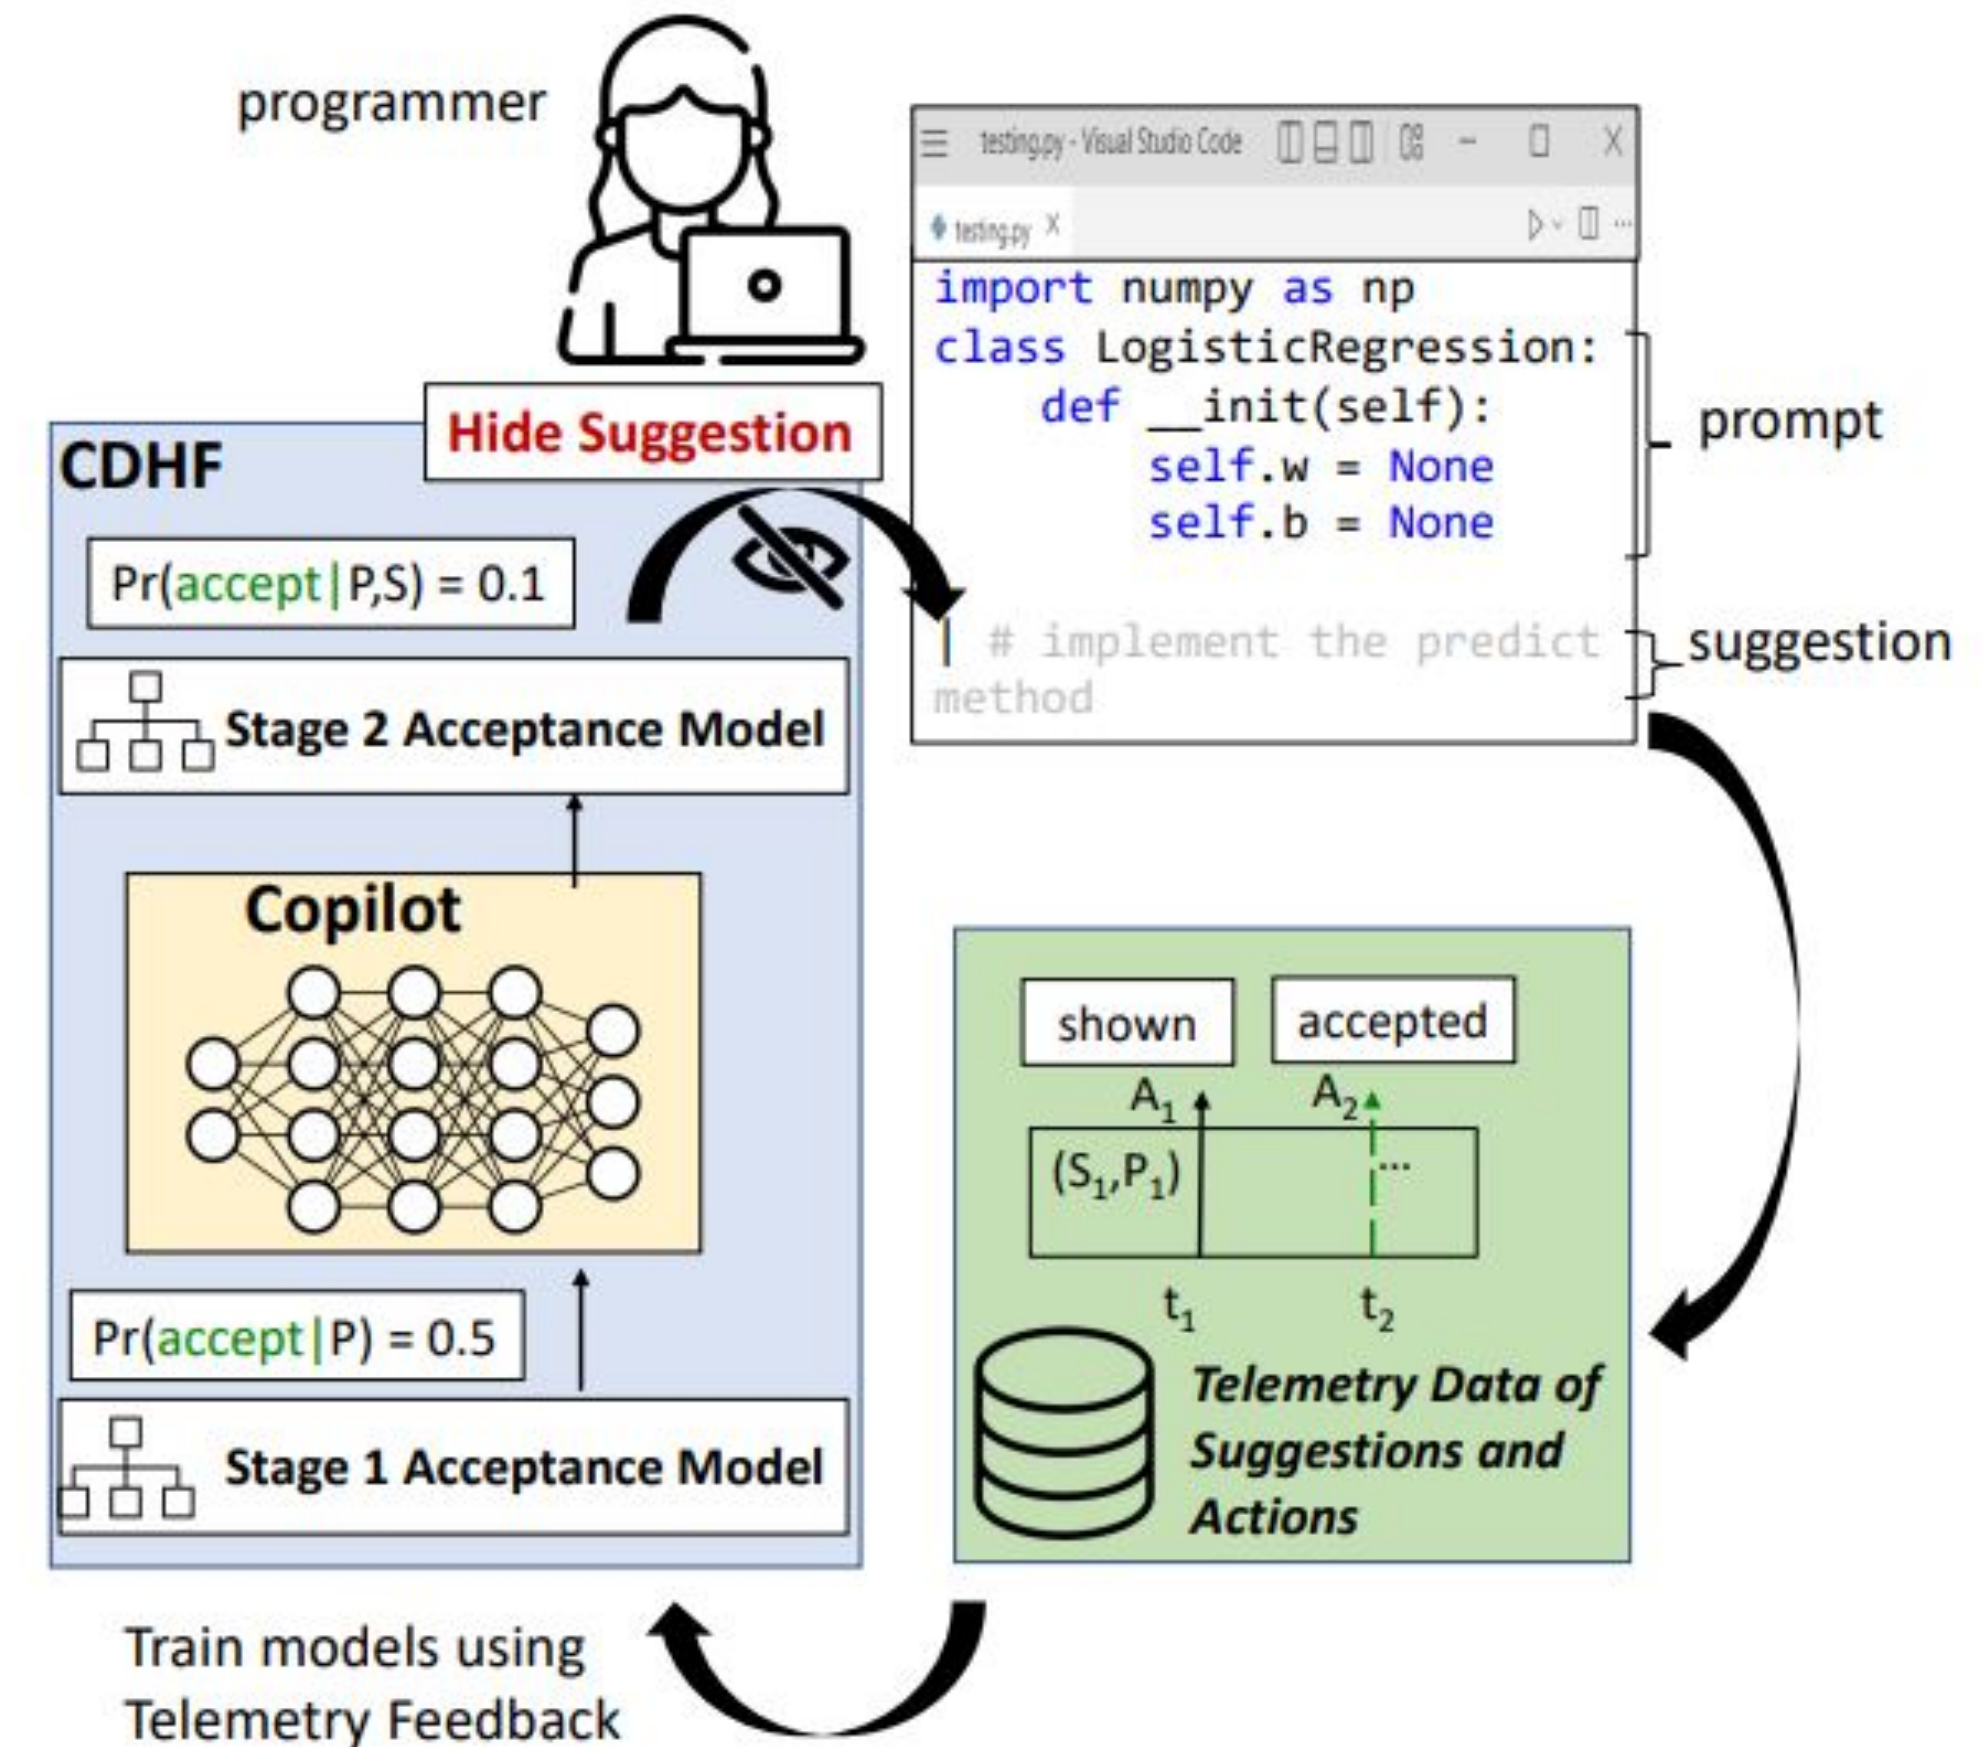 programmer
testing.py - Visual Studio Code
testing.py
import numpy as np
class LogisticRegression:
def __init(self):
self.w = None
self.b = None
prompt
# implement the predict
method
suggestion
Hide Suggestion
CDHF
Pr(accept|P,S) = 0.1
Stage 2 Acceptance Model
Copilot
Pr(accept|P) = 0.5
Stage 1 Acceptance Model
shown
accepted
A₁
A₂
(S₁,P₁)
...
t₁
t₂
Telemetry Data of
Suggestions and
Actions
Train models using
Telemetry Feedback